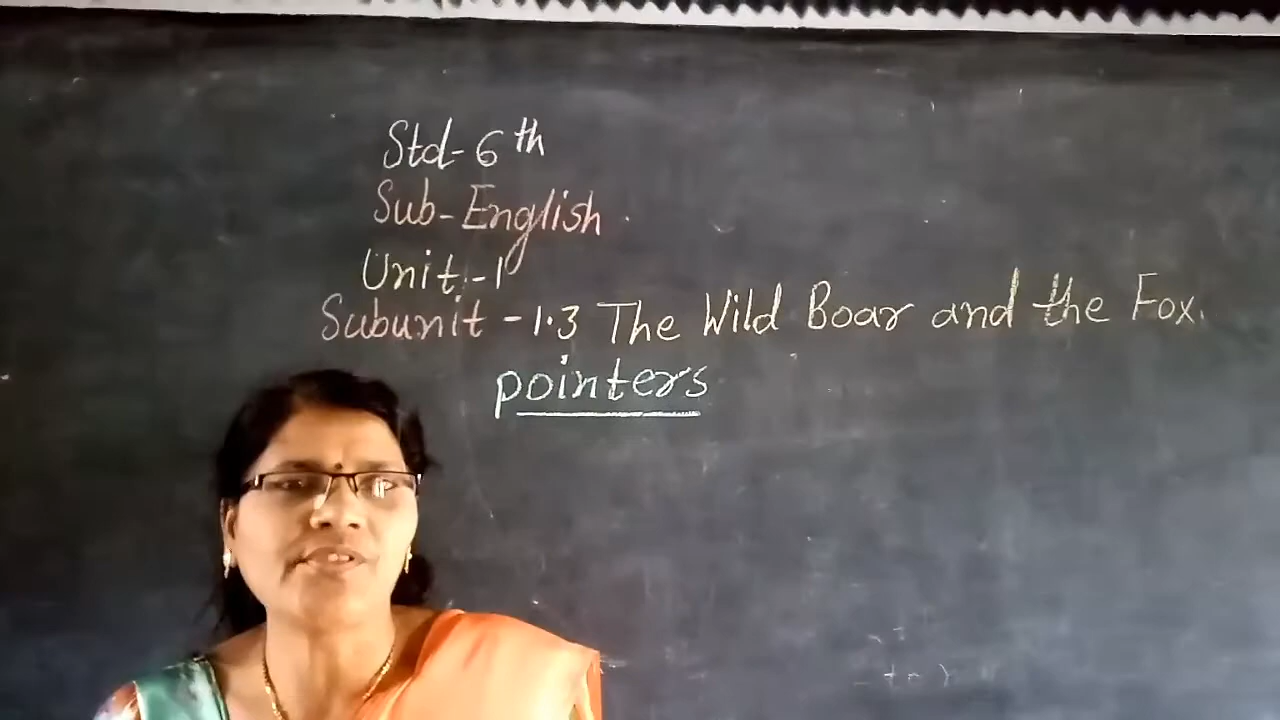 Std-6th
Sub-English
Unit-1
Subunit-1.3 The Wild Boar and the Fox.
pointers